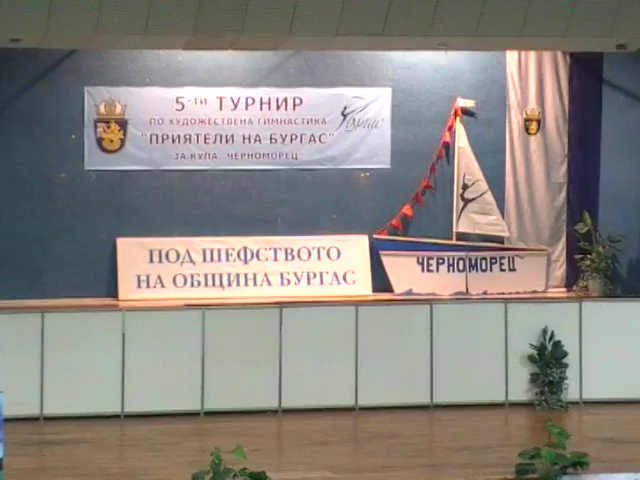 5-ТИ ТУРНИР
ПО ХУДОЖЕСТВЕНА ГИМНАСТИКА
"ПРИЯТЕЛИ НА БУРГАС"
ЗА КУПА ЧЕРНОМОРЕЦ
ПОД ШЕФСТВОТО
НА ОБЩИНА БУРГАС
ЧЕРНОМОРЕЦ